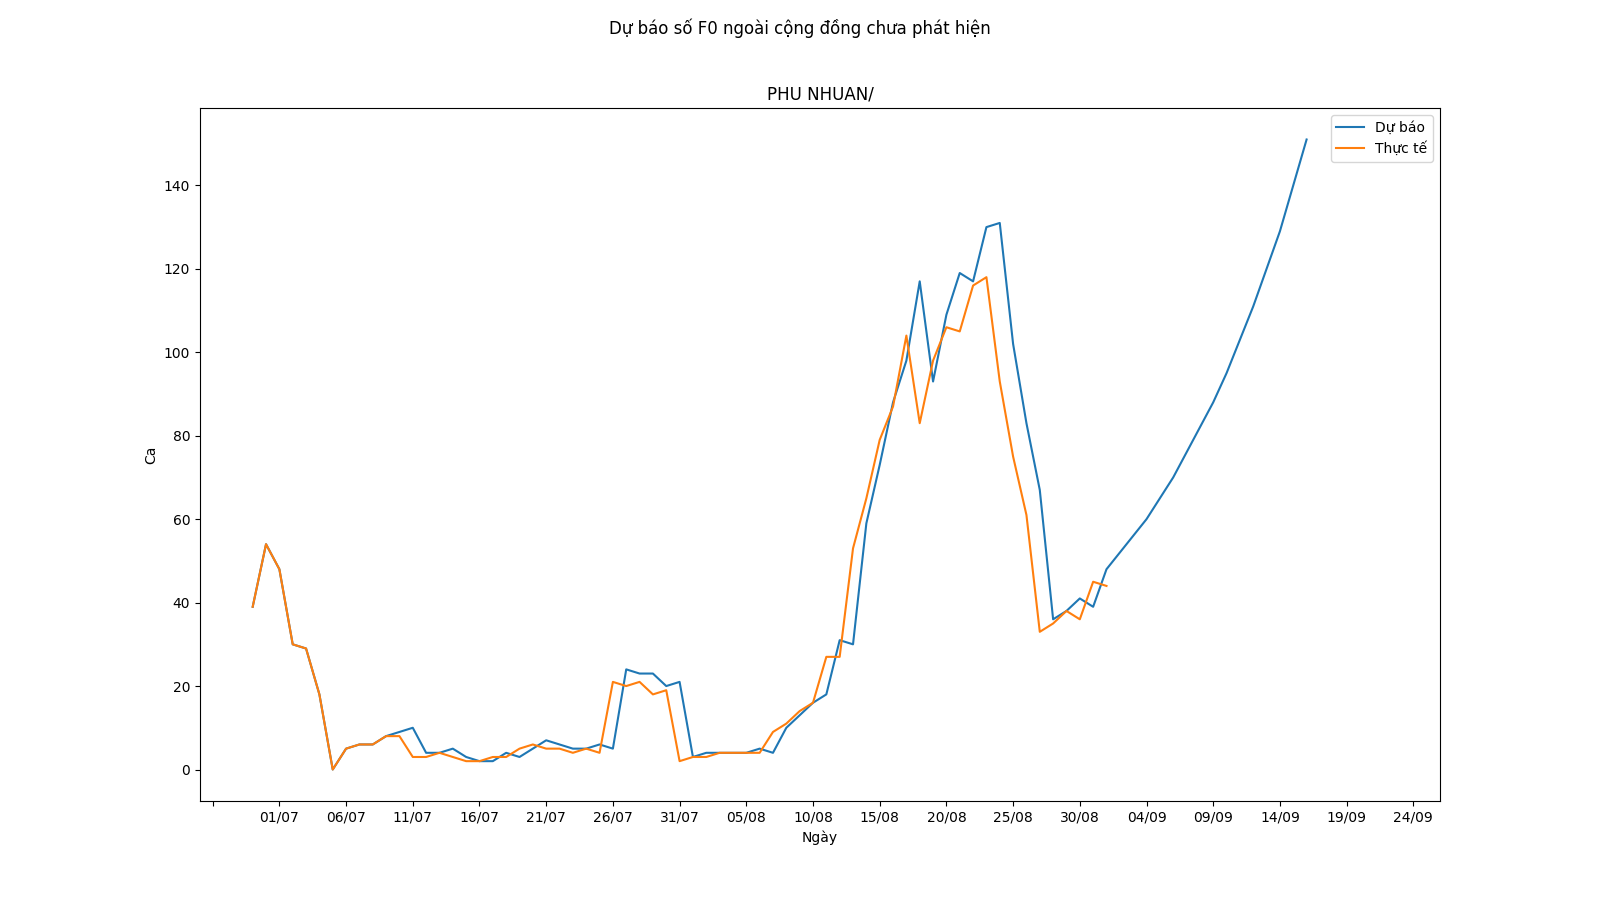 Dự báo số F0 ngoài cộng đồng chưa phát hiện
PHU NHUAN/
Dự báo
Thực tế
140
120
100
80
60
40
20
0
Ca
01/07 06/07 11/07 16/07 21/07 26/07 31/07 05/08 10/08 15/08 20/08 25/08 30/08 04/09 09/09 14/09 19/09 24/09
Ngày